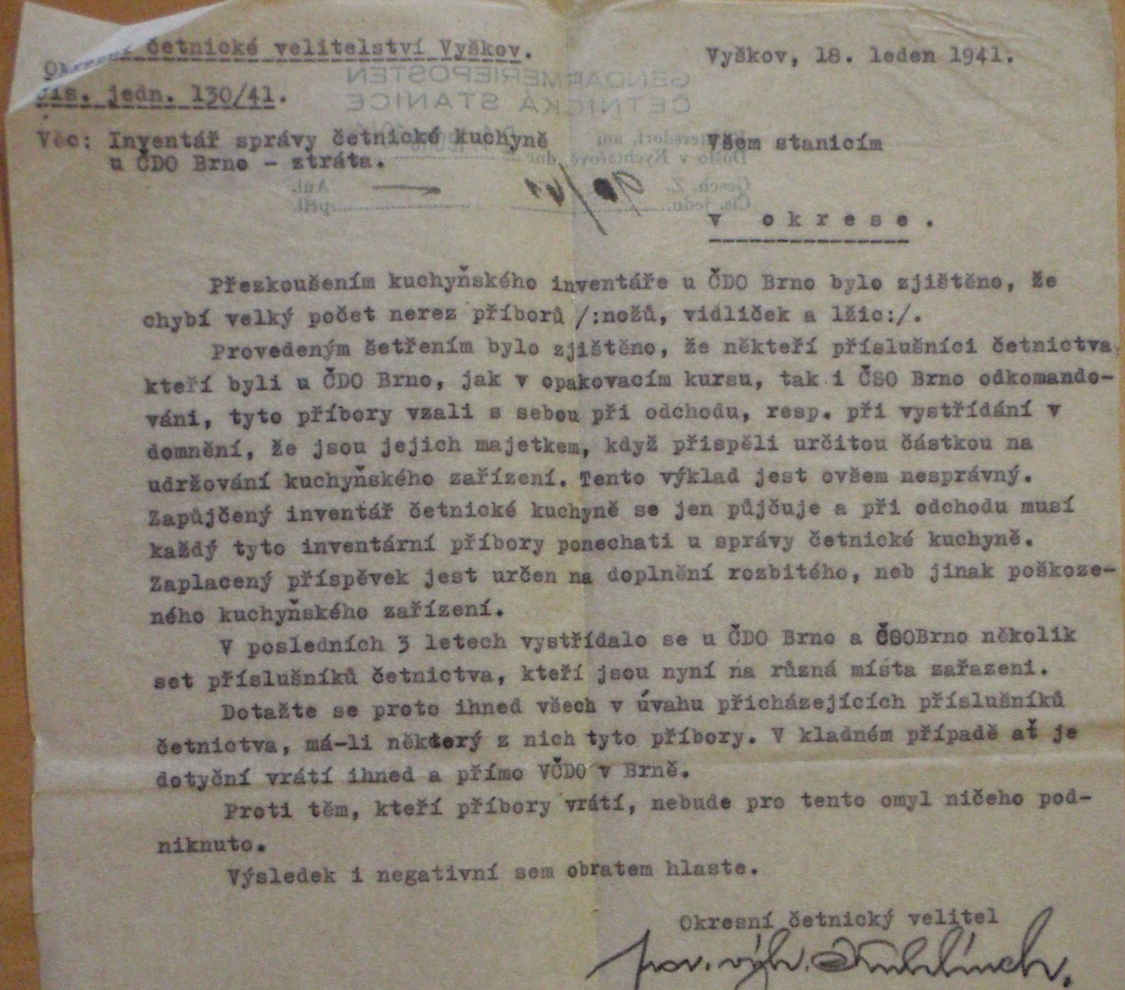 Okresní četnické velitelství Vyškov.
Vyškov, 18. leden 1941.
čís. jedn. 130/41.
GENDARMERIEPOSTEN
ČETNICKÁ STANICE
Věc: Inventář správy četnické kuchyně
u ČDO Brno - ztráta.
Všem stanicím
Došlo v Rychtářově, dne
Gesch. Z.
Anl.
Čís. jedn.
příl.
v okrese.
Přezkoušením kuchyňského inventáře u ČDO Brno bylo zjištěno, že
chybí velký počet nerez příborů /:nožů, vidliček a lžic:/.
Provedeným šetřením bylo zjištěno, že někteří příslušníci četnictva,
kteří byli u ČDO Brno, jak v opakovacím kursu, tak i ČSO Brno odkomando-
váni, tyto příbory vzali s sebou při odchodu, resp. při vystřídání v
domnění, že jsou jejich majetkem, když přispěli určitou částkou na
udržování kuchyňského zařízení. Tento výklad jest ovšem nesprávný.
Zapůjčený inventář četnické kuchyně se jen půjčuje a při odchodu musí
každý tyto inventární příbory ponechati u správy četnické kuchyně.
Zaplacený příspěvek jest určen na doplnění rozbitého, neb jinak poškoze-
ného kuchyňského zařízení.
V posledních 3 letech vystřídalo se u ČDO Brno a ČSOBrno několik
set příslušníků četnictva, kteří jsou nyní na různá místa zařazeni.
Dotažte se proto ihned všech v úvahu přicházejících příslušníků
četnictva, má-li některý z nich tyto příbory. V kladném případě ať je
dotyční vrátí ihned a přímo VČDO v Brně.
Proti těm, kteří příbory vrátí, nebude pro tento omyl ničeho pod-
niknuto.
Výsledek i negativní sem obratem hlaste.
Okresní četnický velitel